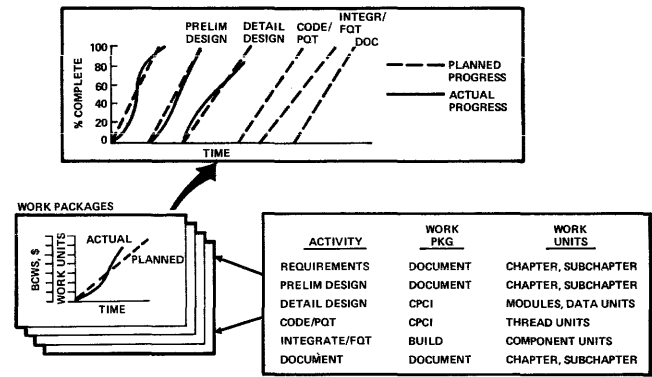 PRELIM DESIGN
DETAIL DESIGN
CODE/ PQT
INTEGR/ FQT
DOC
% COMPLETE
100
80
60
40
20
0
TIME
PLANNED PROGRESS
ACTUAL PROGRESS
WORK PACKAGES
BCWS, $
WORK UNITS
ACTUAL
PLANNED
TIME
ACTIVITY WORK PKG WORK UNITS
REQUIREMENTS DOCUMENT CHAPTER, SUBCHAPTER
PRELIM DESIGN DOCUMENT CHAPTER, SUBCHAPTER
DETAIL DESIGN CPCI MODULES, DATA UNITS
CODE/PQT CPCI THREAD UNITS
INTEGRATE/FQT BUILD COMPONENT UNITS
DOCUMENT DOCUMENT CHAPTER, SUBCHAPTER